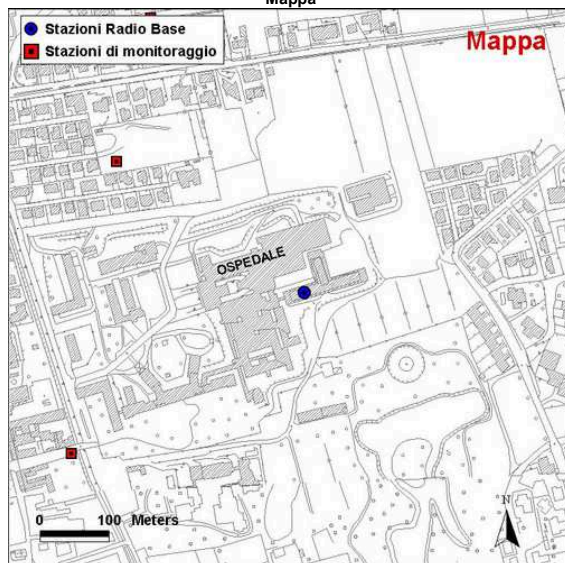 Mappa
Stazioni Radio Base
Stazioni di monitoraggio
Mappa
OSPEDALE
N
0 100 Meters